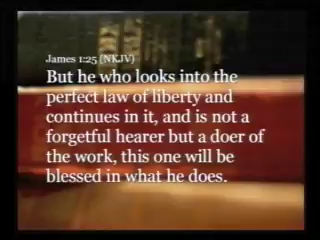 James 1:25 (NKJV)
But he who looks into the
perfect law of liberty and
continues in it, and is not a
forgetful hearer but a doer of
the work, this one will be
blessed in what he does.